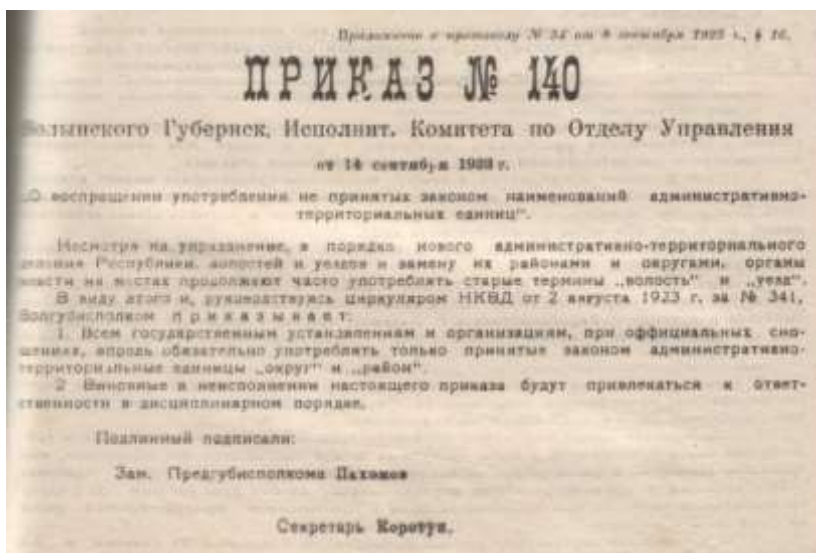 Приложение к протоколу № 34 от 8 сентября 1923 г., § 16.
ПРИКАЗ № 140
Волынского Губернск. Исполнит. Комитета по Отделу Управления
от 14 сентября 1923 г.
„О воспрещении употребления не принятых законом наименований административно-
территориальных единиц“.
Несмотря на упразднение, в порядке нового административно-территориального
деления Республики, волостей и уездов и замену их районами и округами, органы
власти на местах продолжают часто употреблять старые термины „волость“ и „уезд“.
В виду этого и, руководствуясь циркуляром НКВД от 2 августа 1923 г. за № 341,
Волгубисполком приказывает:
1. Всем государственным установлениям и организациям, при оффициальных сно-
шениях, впредь обязательно употреблять только принятые законом административно-
территориальные единицы „округ“ и „район“.
2 Виновные в неисполнении настоящего приказа будут привлекаться к ответ-
ственности в дисциплинарном порядке.
Подлинный подписали:
Зам. Предгубисполкома Пахомов
Секретарь Коротун.